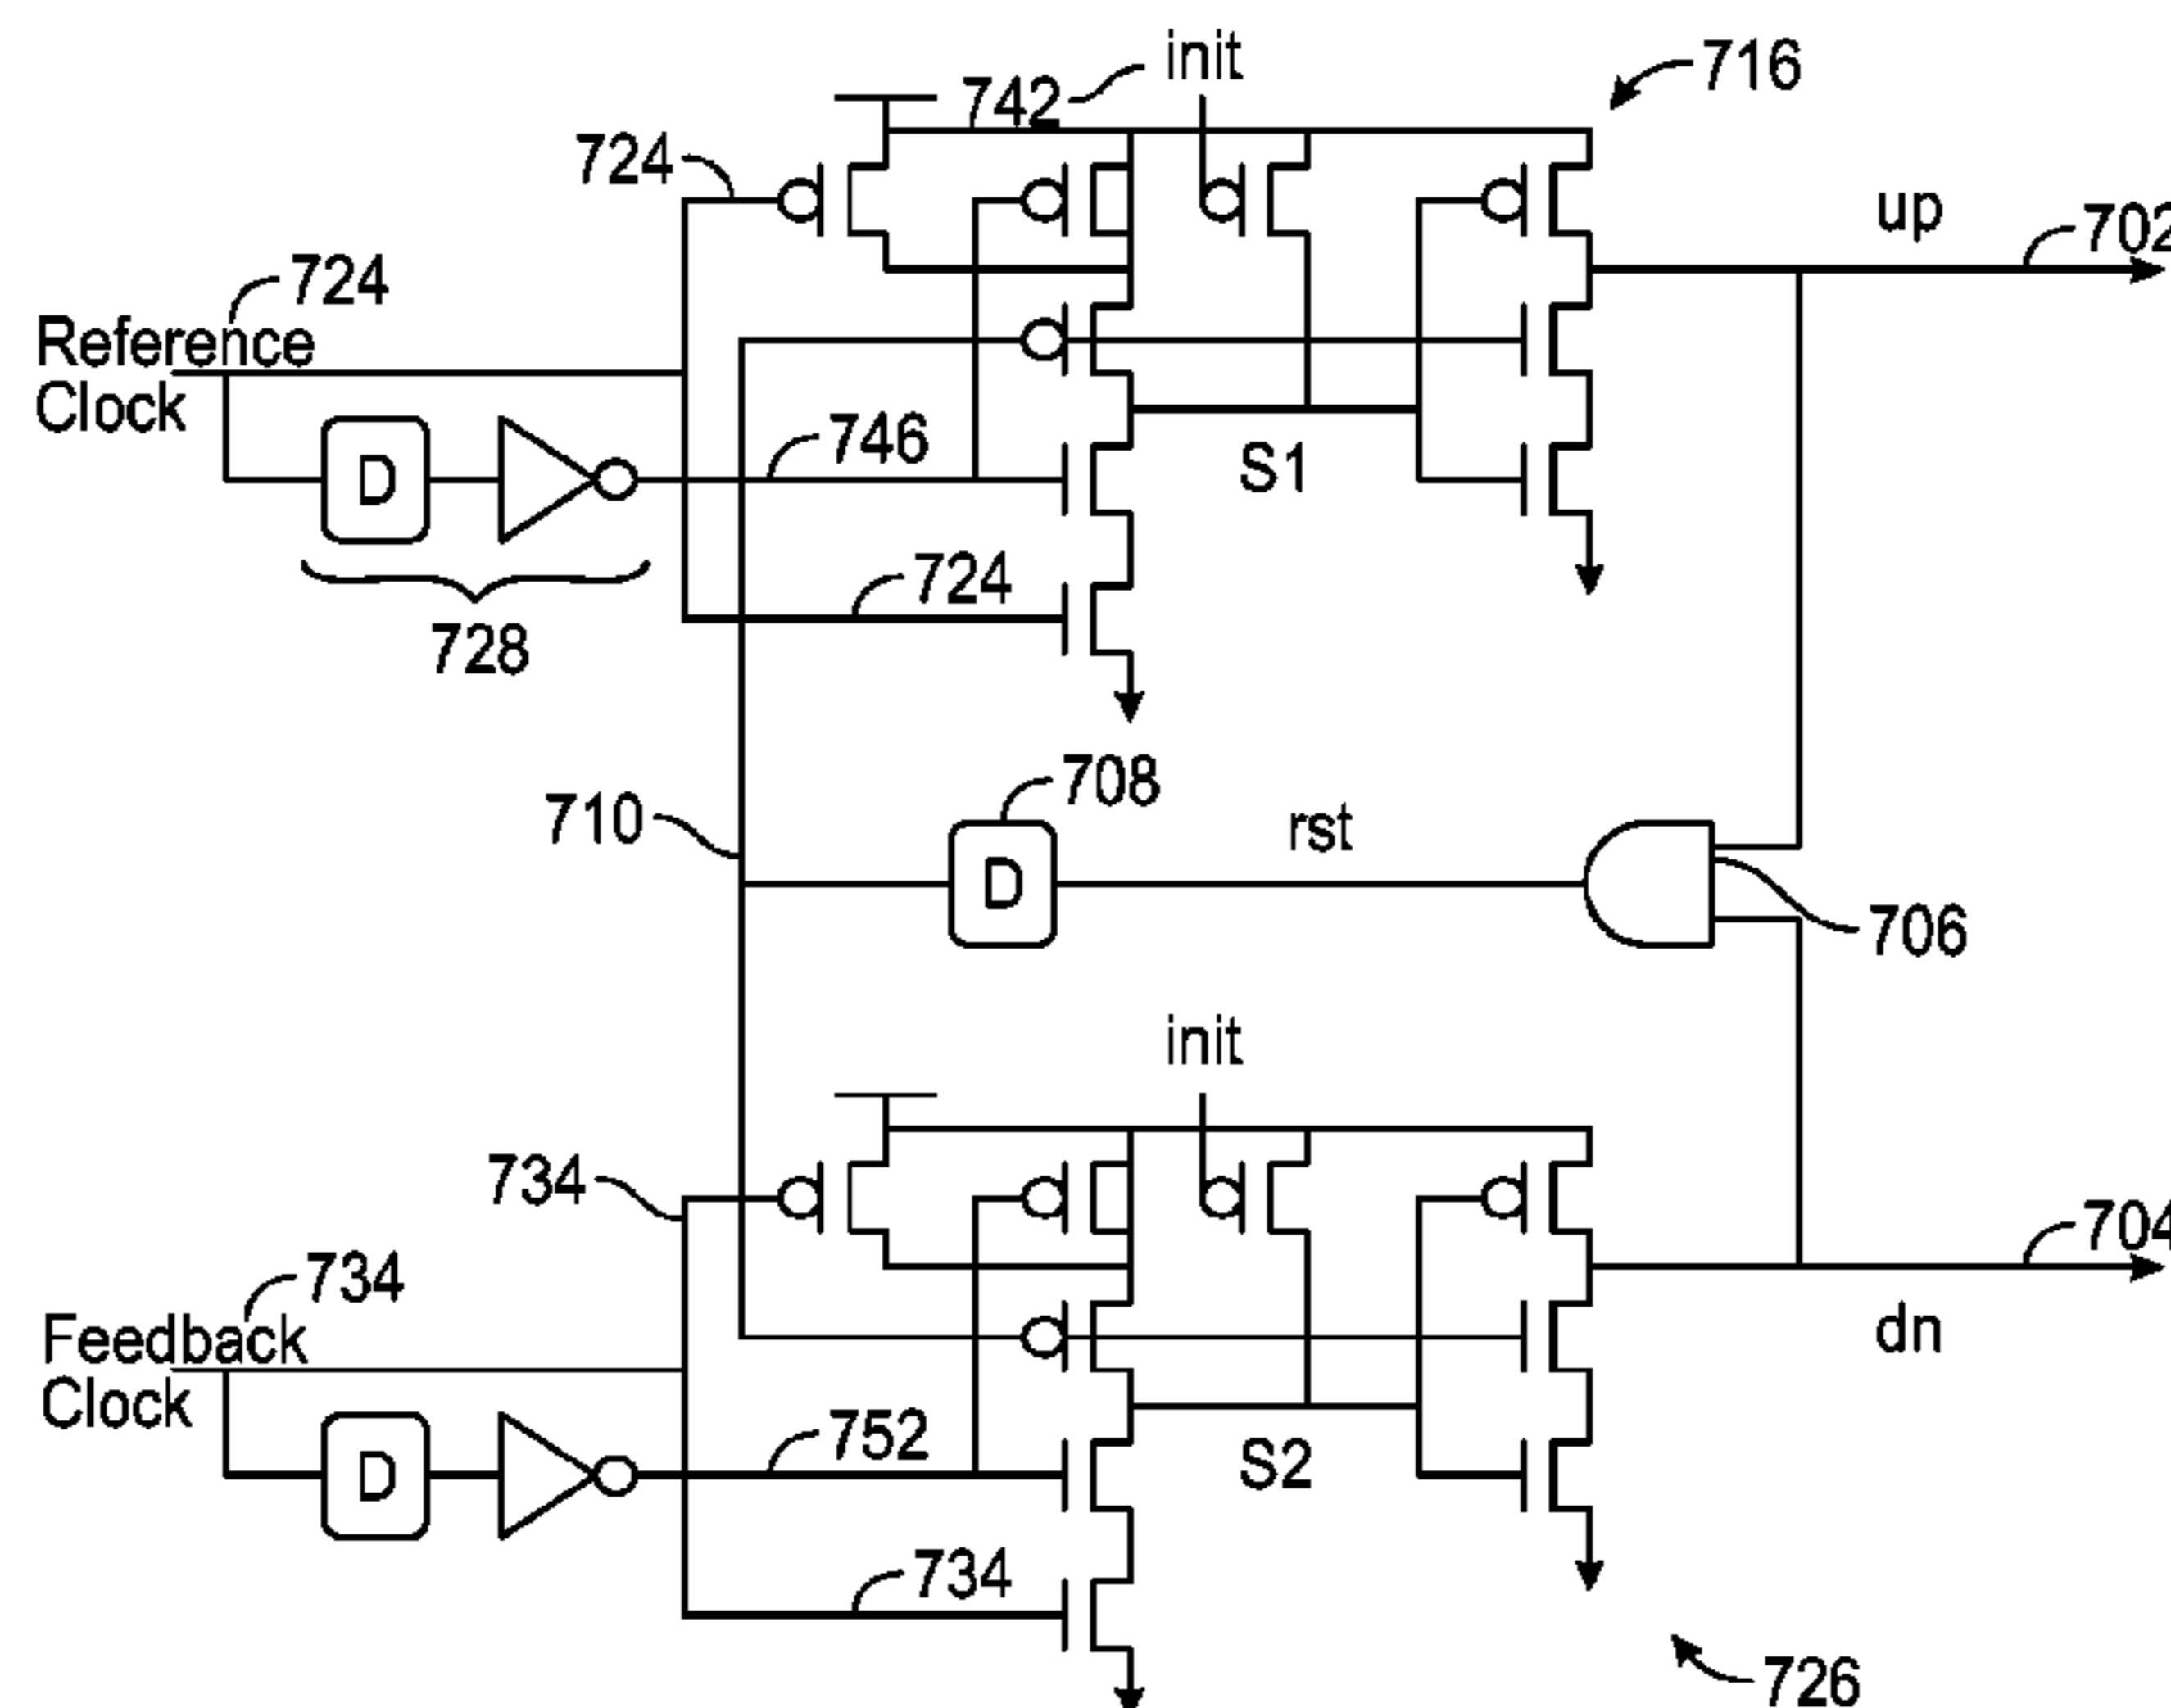 init
716
742
724
up
702
724
Reference
Clock
746
S1
D
724
728
708
710
rst
D
706
init
734
704
734
Feedback
Clock
dn
752
S2
D
734
726